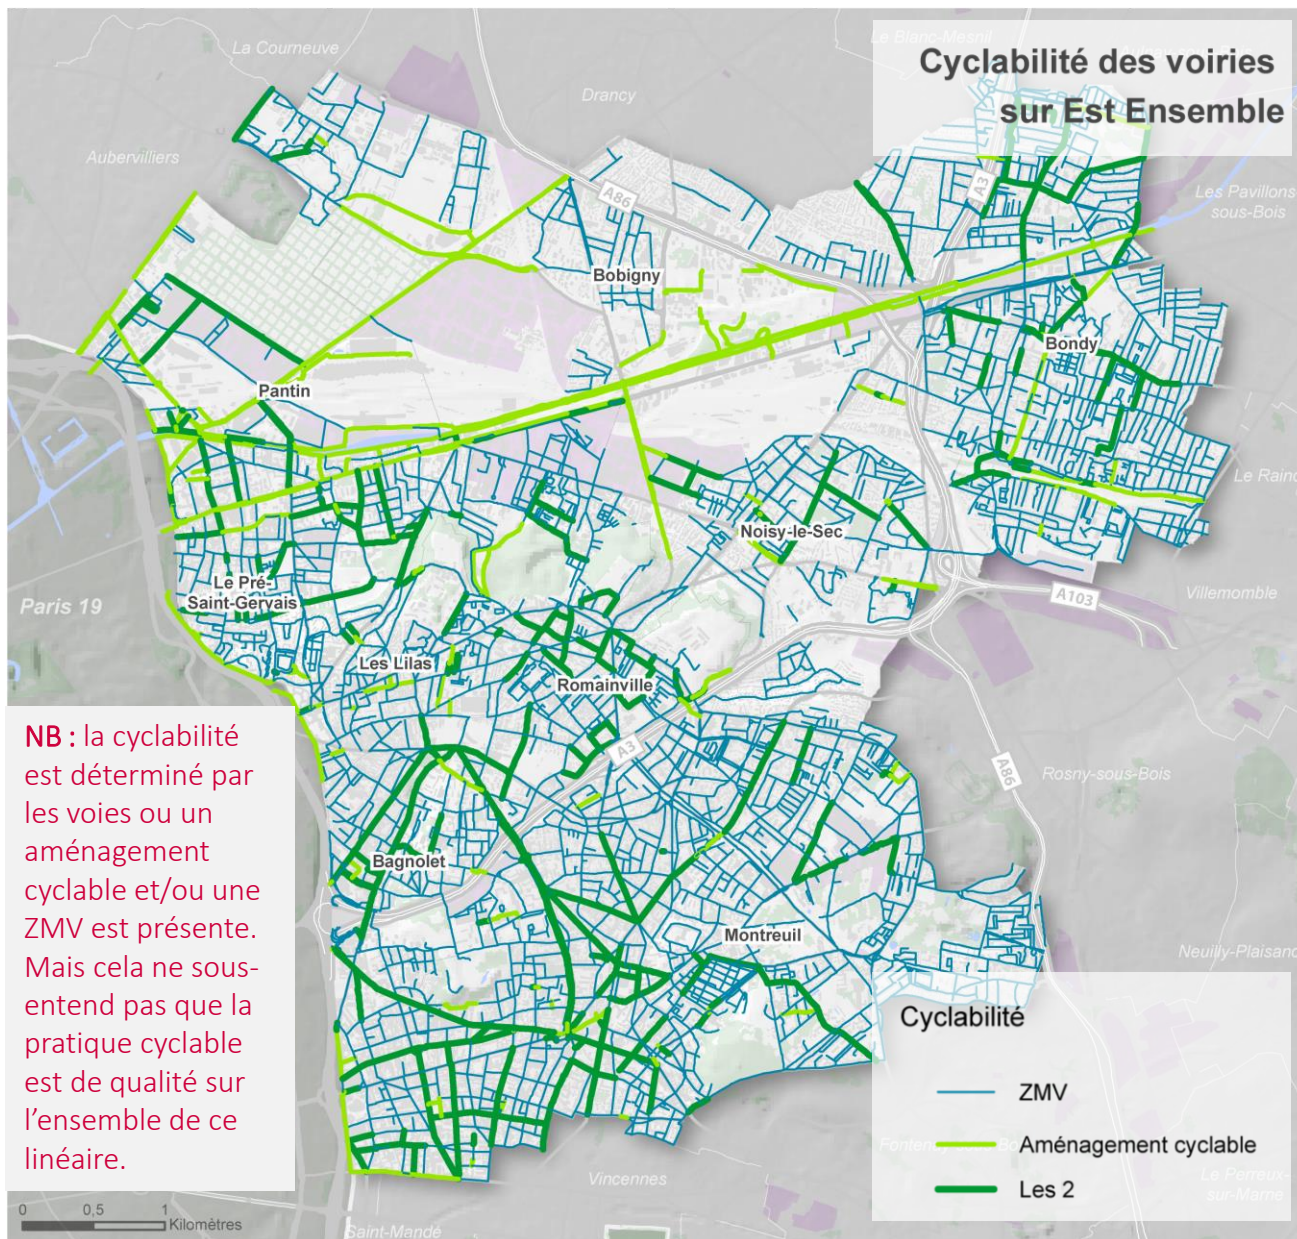 Cyclabilité des voiries
sur Est Ensemble
La Courneuve
Le Blanc-Mesnil
Drancy
Aubervilliers
A86
A3
Les Pavillons-
sous-Bois
Bobigny
Bondy
Pantin
Le Rainc
Noisy-le-Sec
Le Pré-
Saint-Gervais
Paris 19
A103
Villemomble
Les Lilas
Romainville
A3
A86
Rosny-sous-Bois
NB : la cyclabilité
est déterminé par
les voies ou un
aménagement
cyclable et/ou une
ZMV est présente.
Mais cela ne sous-
entend pas que la
pratique cyclable
est de qualité sur
l'ensemble de ce
linéaire.
Bagnolet
Montreuil
Neuilly-Plaisanc
Cyclabilité
ZMV
Aménagement cyclable
Les 2
Le Perreux-
sur-Marne
Vincennes
Saint-Mandé
0 0,5 1
Kilomètres